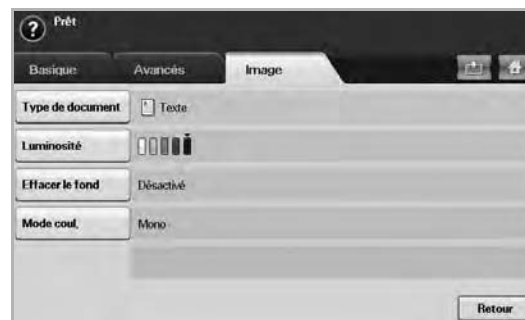 ? Prêt
Basique Avancés Image
Type de document Texte
Luminosité
Effacer le fond Désactivé
Mode coul. Mono
Retour